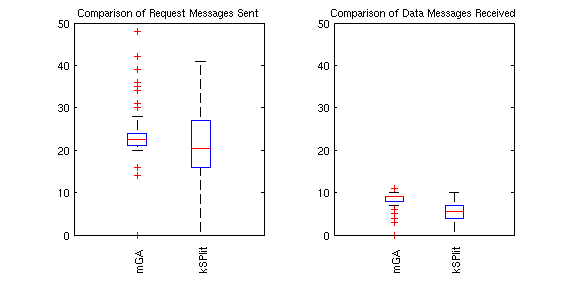 Comparison of Request Messages Sent
50
40
30
20
10
0
mGA
kSPlit
Comparison of Data Messages Received
50
40
30
20
10
0
mGA
kSPlit